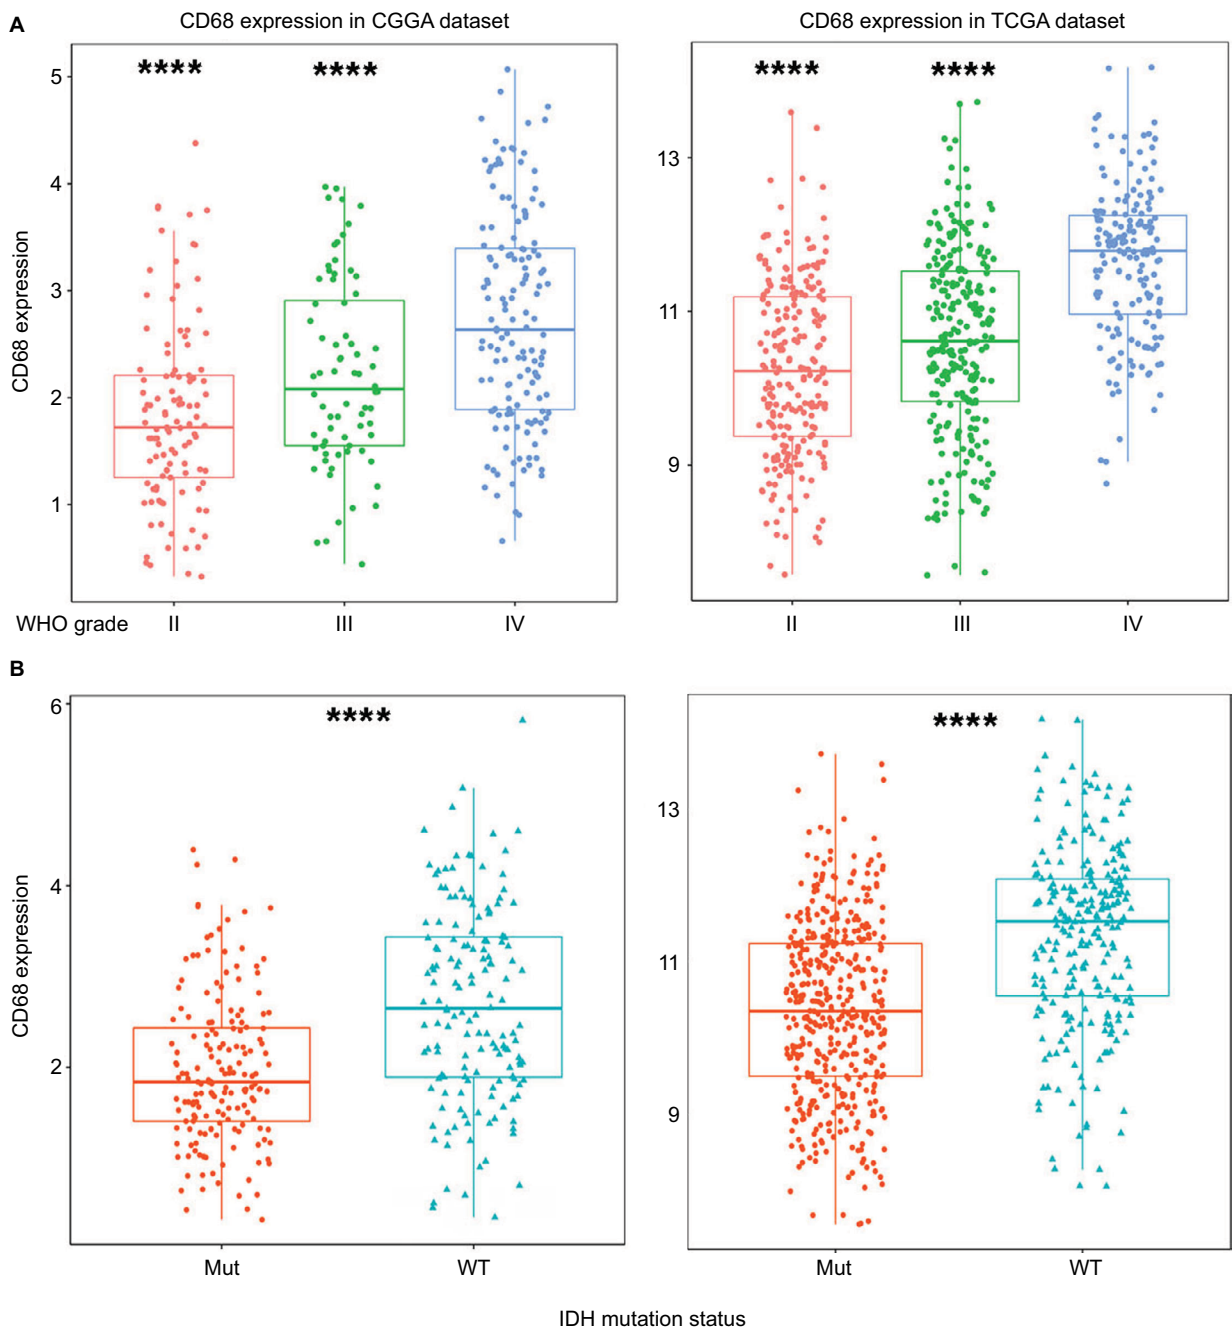 A
CD68 expression in CGGA dataset
CD68 expression in TCGA dataset
CD68 expression
5
4
3
2
1
**** ****
13
11
9
**** ****
WHO grade II III IV
II III IV
B
CD68 expression
6
4
2
****
13
11
9
****
Mut WT
Mut WT
IDH mutation status